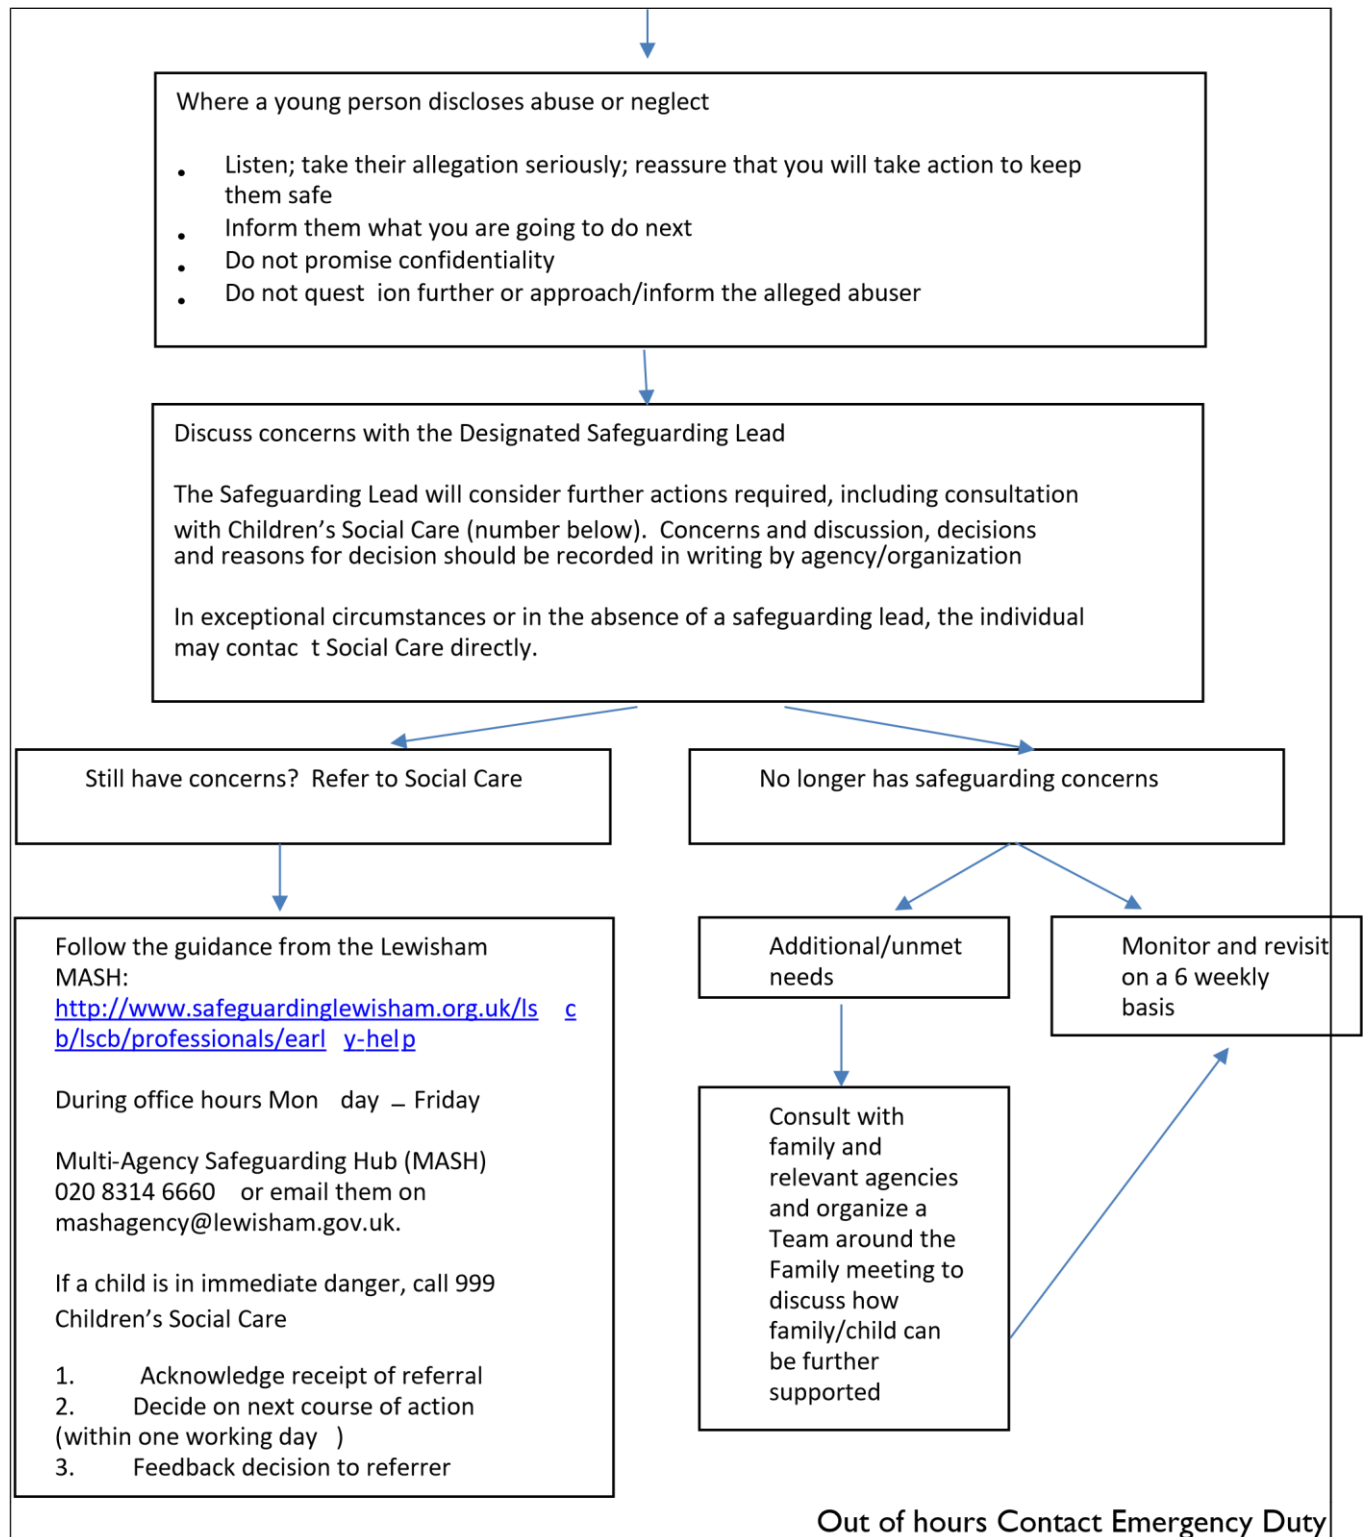 Where a young person discloses abuse or neglect
• Listen; take their allegation seriously; reassure that you will take action to keep
them safe
• Inform them what you are going to do next
• Do not promise confidentiality
• Do not quest ion further or approach/inform the alleged abuser
Discuss concerns with the Designated Safeguarding Lead
The Safeguarding Lead will consider further actions required, including consultation
with Children’s Social Care (number below). Concerns and discussion, decisions
and reasons for decision should be recorded in writing by agency/organization
In exceptional circumstances or in the absence of a safeguarding lead, the individual
may contac t Social Care directly.
Still have concerns? Refer to Social Care
No longer has safeguarding concerns
Follow the guidance from the Lewisham
MASH:
http://www.safeguardinglewisham.org.uk/ls c
b/lscb/professionals/earl y-help
During office hours Mon day – Friday
Multi-Agency Safeguarding Hub (MASH)
020 8314 6660 or email them on
mashagency@lewisham.gov.uk.
If a child is in immediate danger, call 999
Children’s Social Care
1. Acknowledge receipt of referral
2. Decide on next course of action
(within one working day )
3. Feedback decision to referrer
Additional/unmet
needs
Monitor and revisit
on a 6 weekly
basis
Consult with
family and
relevant agencies
and organize a
Team around the
Family meeting to
discuss how
family/child can
be further
supported
Out of hours Contact Emergency Duty